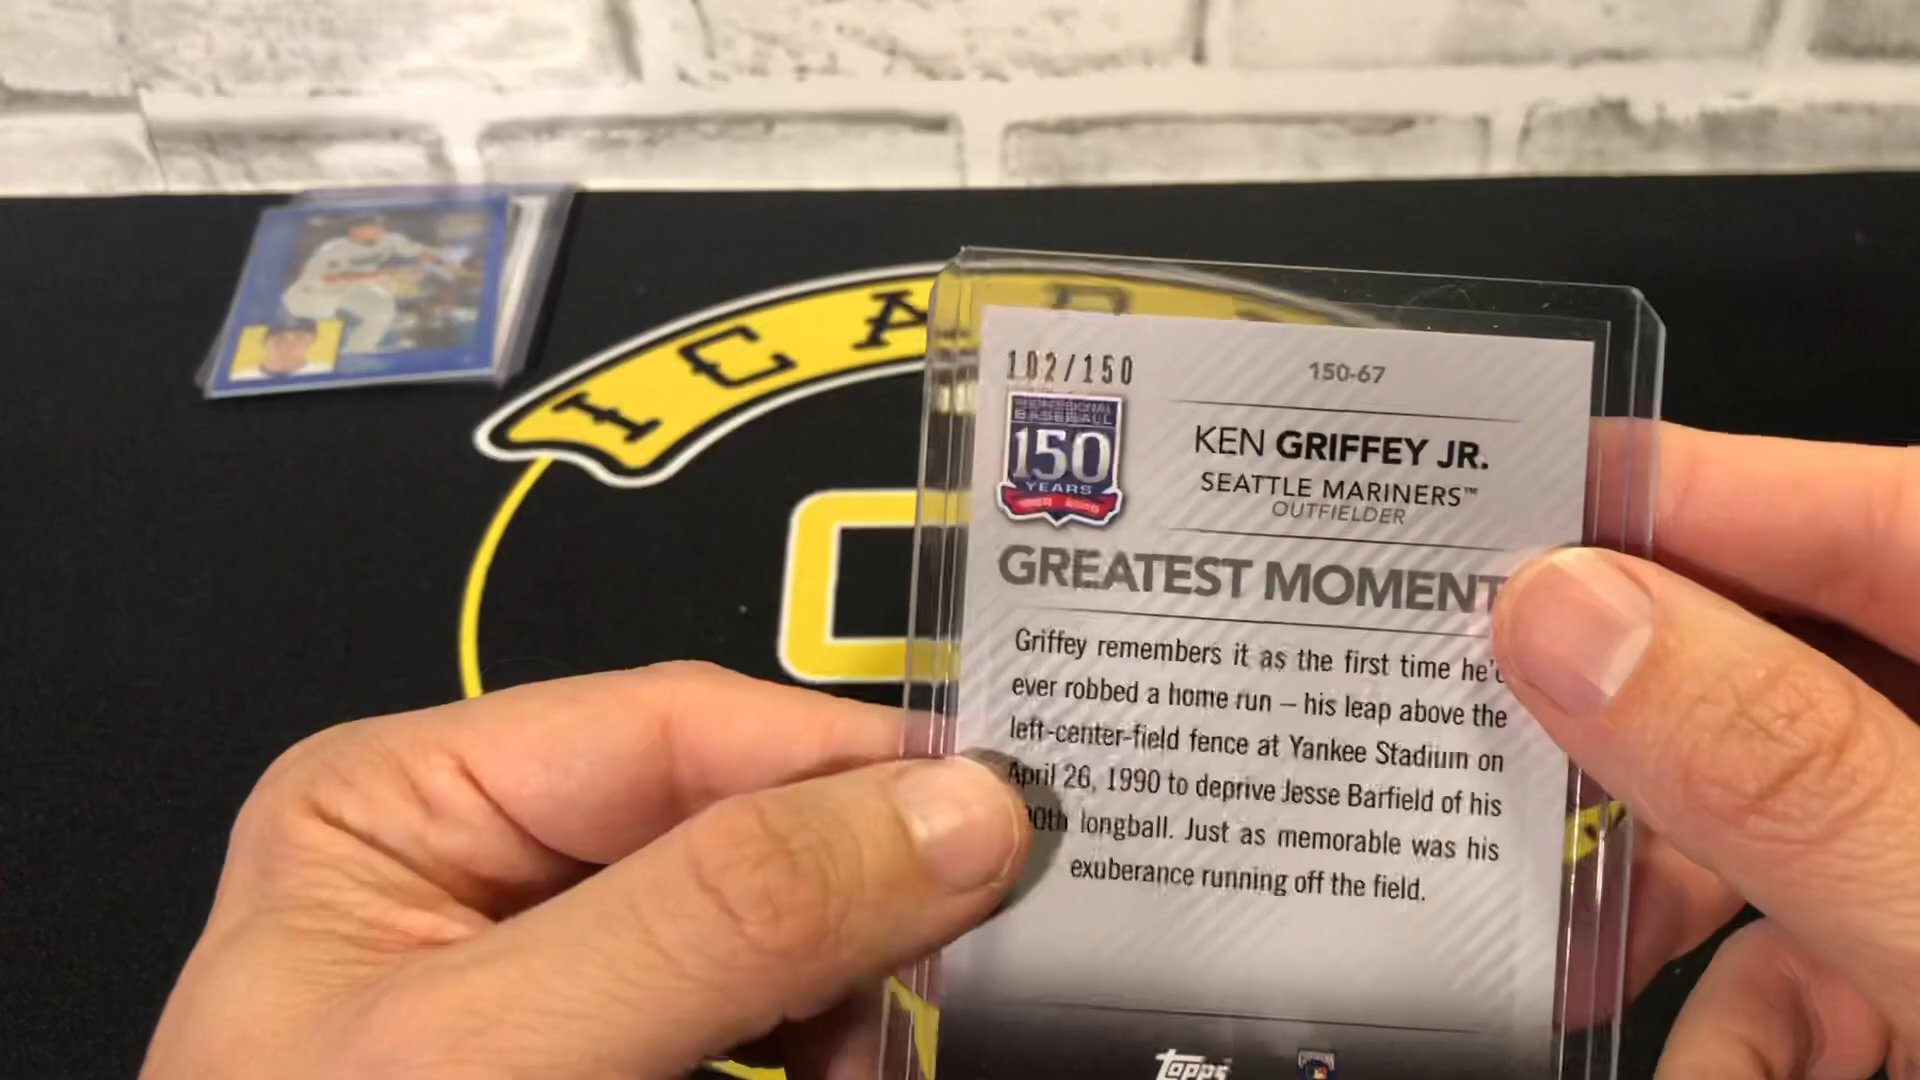 ICA
102/150
150-67
PROFESSIONAL
BASEBALL
150
YEARS
KEN GRIFFEY JR.
SEATTLE MARINERS™
OUTFIELDER
GREATEST MOMENT
Griffey remembers it as the first time he'd
ever robbed a home run – his leap above the
left-center-field fence at Yankee Stadium on
April 26, 1990 to deprive Jesse Barfield of his
00th longball. Just as memorable was his
exuberance running off the field.
Topps